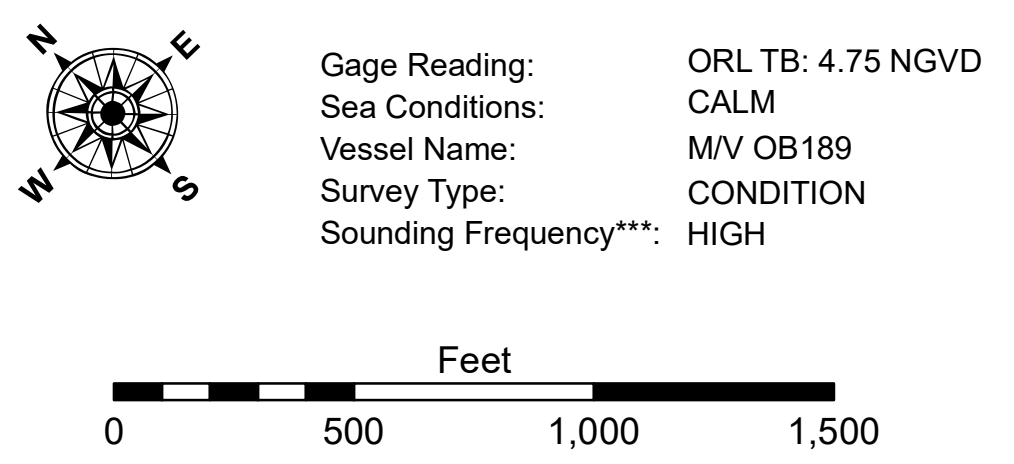 N E
W S
Gage Reading: ORL TB: 4.75 NGVD
Sea Conditions: CALM
Vessel Name: M/V OB189
Survey Type: CONDITION
Sounding Frequency***: HIGH
Feet
0 500 1,000 1,500